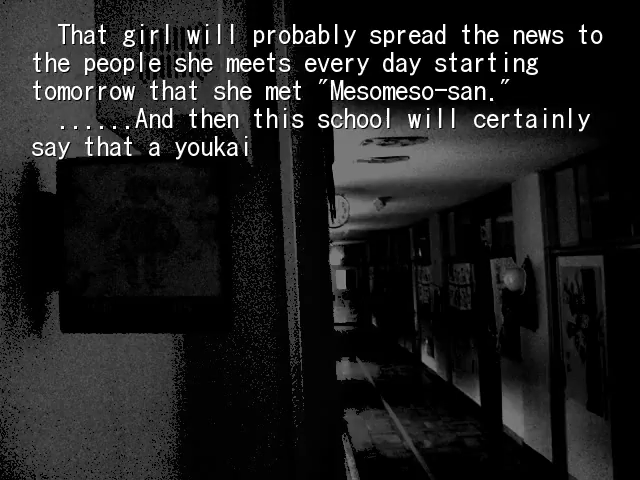 That girl will probably spread the news to
the people she meets every day starting
tomorrow that she met "Mesomeso-san."
......And then this school will certainly
say that a youkai